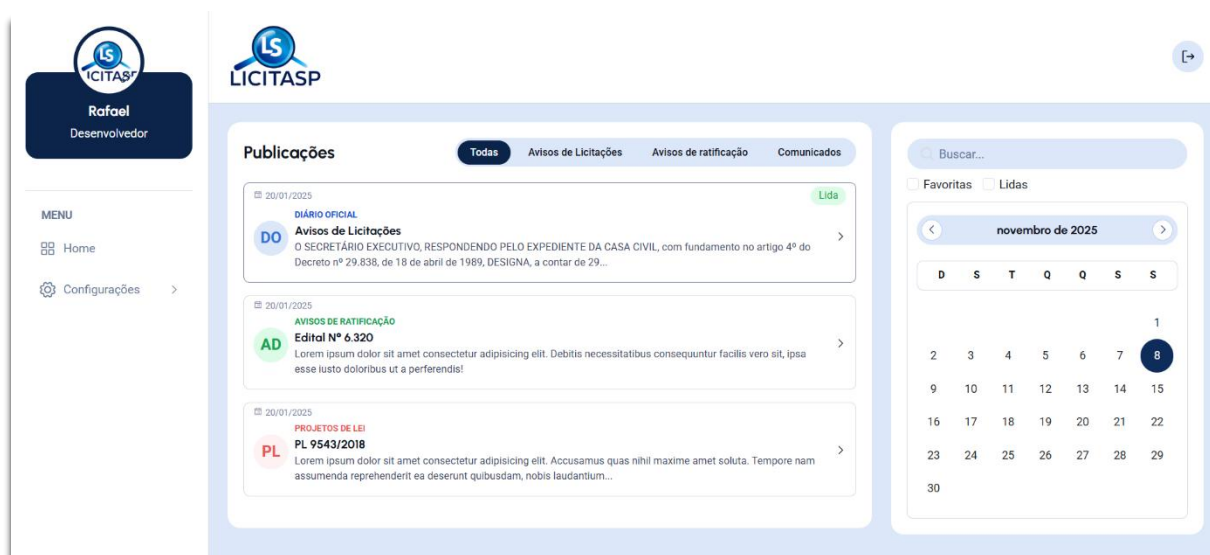 LS
ICITASP
Rafael
Desenvolvedor
MENU
Home
Configurações
LS
LICITASP
Publicações
Todas
Avisos de Licitações
Avisos de ratificação
Comunicados
20/01/2025
Lida
DIÁRIO OFICIAL
DO
Avisos de Licitações
O SECRETÁRIO EXECUTIVO, RESPONDENDO PELO EXPEDIENTE DA CASA CIVIL, com fundamento no artigo 4º do
Decreto nº 29.838, de 18 de abril de 1989, DESIGNA, a contar de 29...
20/01/2025
AVISOS DE RATIFICAÇÃO
AD
Edital Nº 6.320
Lorem ipsum dolor sit amet consectetur adipisicing elit. Debitis necessitatibus consequuntur facilis vero sit, ipsa
esse iusto doloribus ut a perferendis!
20/01/2025
PROJETOS DE LEI
PL
PL 9543/2018
Lorem ipsum dolor sit amet consectetur adipisicing elit. Accusamus quas nihil maxime amet soluta. Tempore nam
assumenda reprehenderit ea deserunt quibusdam, nobis laudantium...
Buscar...
Favoritas Lidas
novembro de 2025
D S T Q Q S S
1
2 3 4 5 6 7 8
9 10 11 12 13 14 15
16 17 18 19 20 21 22
23 24 25 26 27 28 29
30